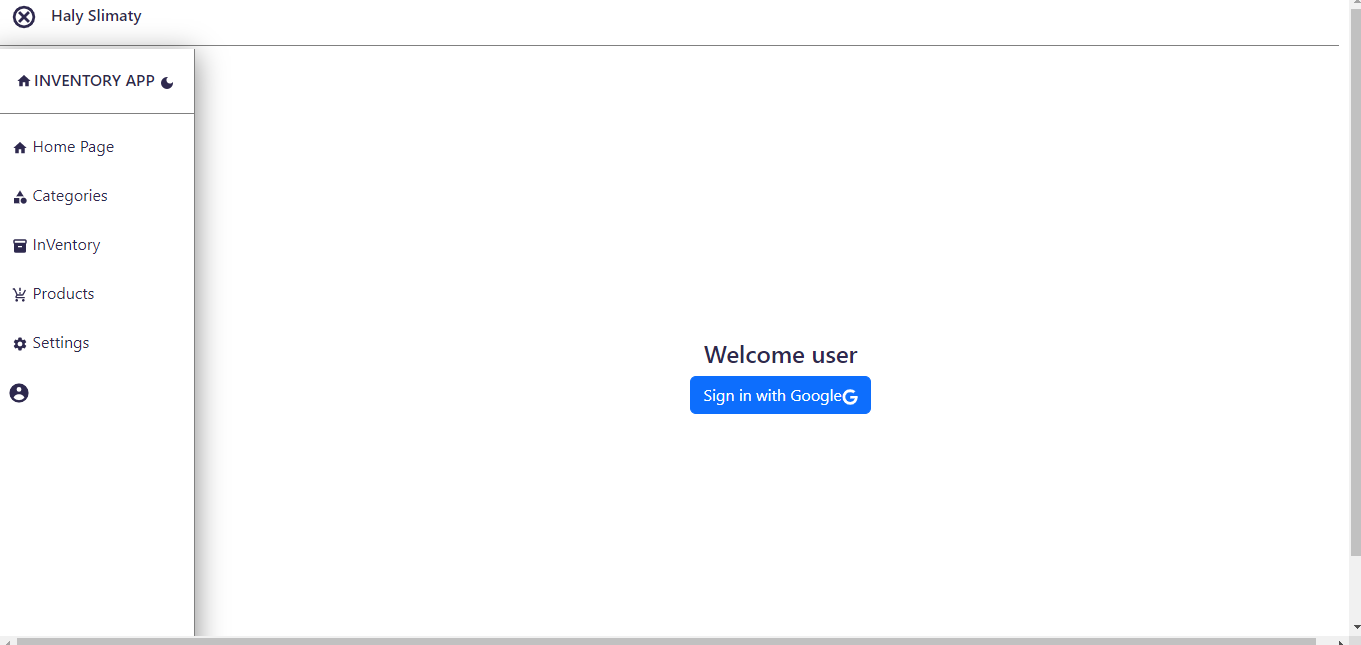 Haly Slimaty
INVENTORY APP
Home Page
Categories
InVentory
Products
Settings
Welcome user
Sign in with Google